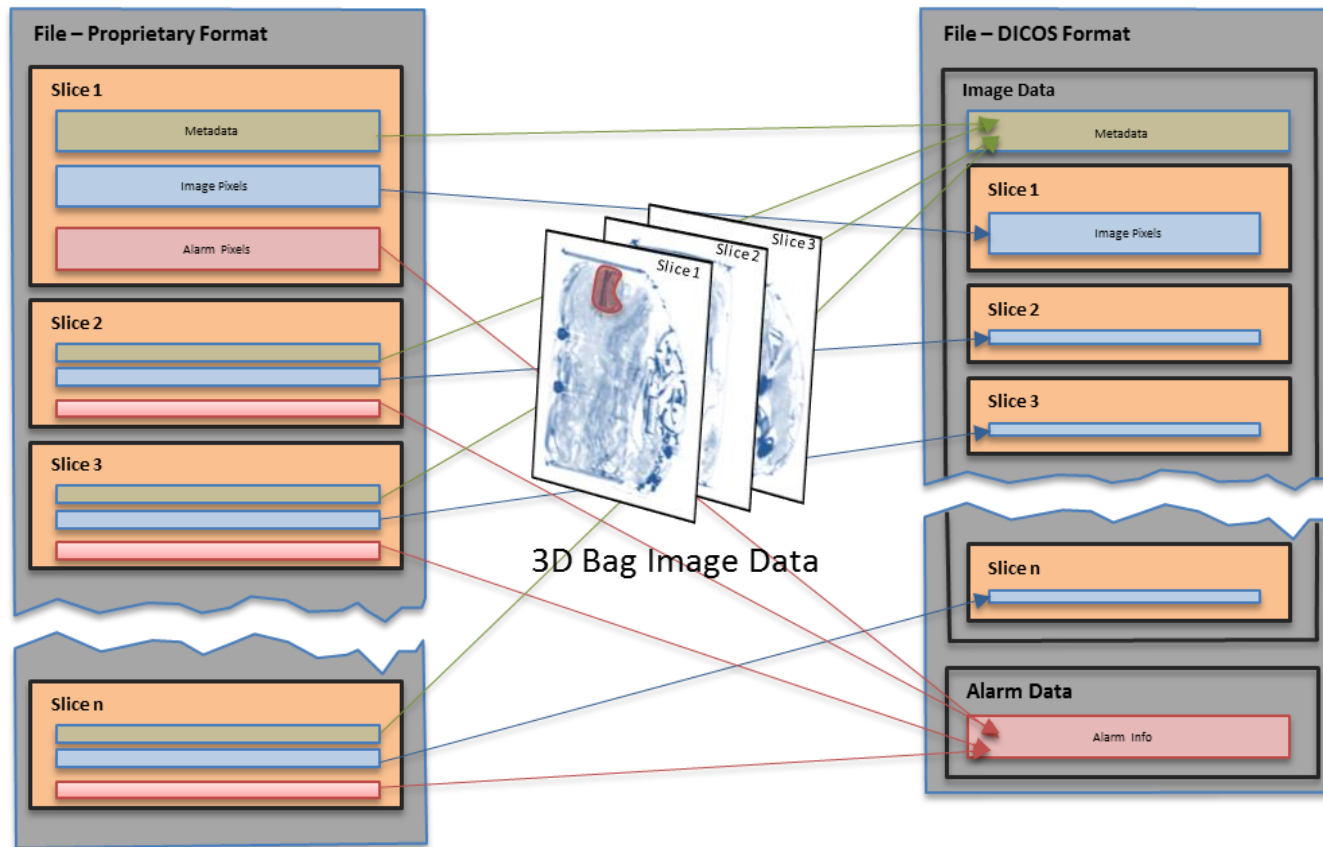 File – Proprietary Format
Slice 1
Metadata
Image Pixels
Alarm Pixels
Slice 2
Slice 3
Slice n
Slice 1
Slice 2
Slice 3
3D Bag Image Data
File – DICOS Format
Image Data
Metadata
Slice 1
Image Pixels
Slice 2
Slice 3
Slice n
Alarm Data
Alarm Info